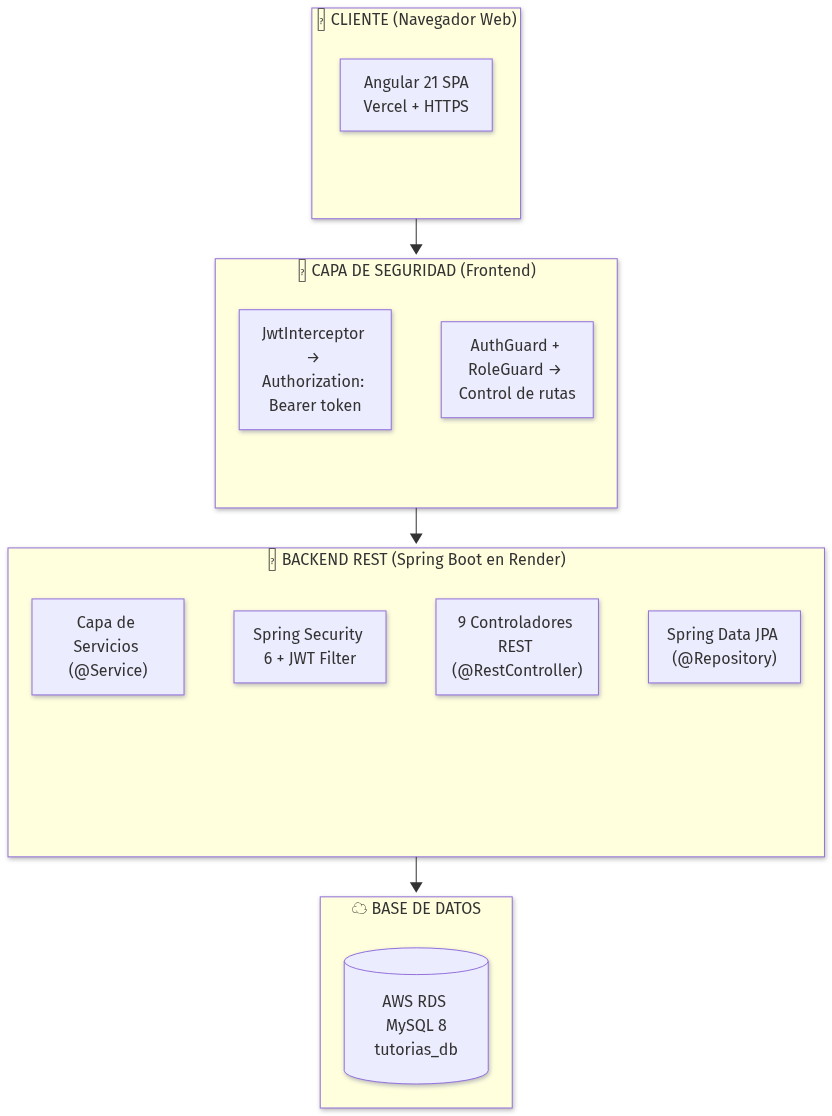 CLIENTE (Navegador Web)
Angular 21 SPA
Vercel + HTTPS
CAPA DE SEGURIDAD (Frontend)
JwtInterceptor
→
Authorization:
Bearer token
AuthGuard +
RoleGuard →
Control de rutas
BACKEND REST (Spring Boot en Render)
Capa de
Servicios
(@Service)
Spring Security
6 + JWT Filter
9 Controladores
REST
(@RestController)
Spring Data JPA
(@Repository)
☁ BASE DE DATOS
AWS RDS
MySQL 8
tutorias_db